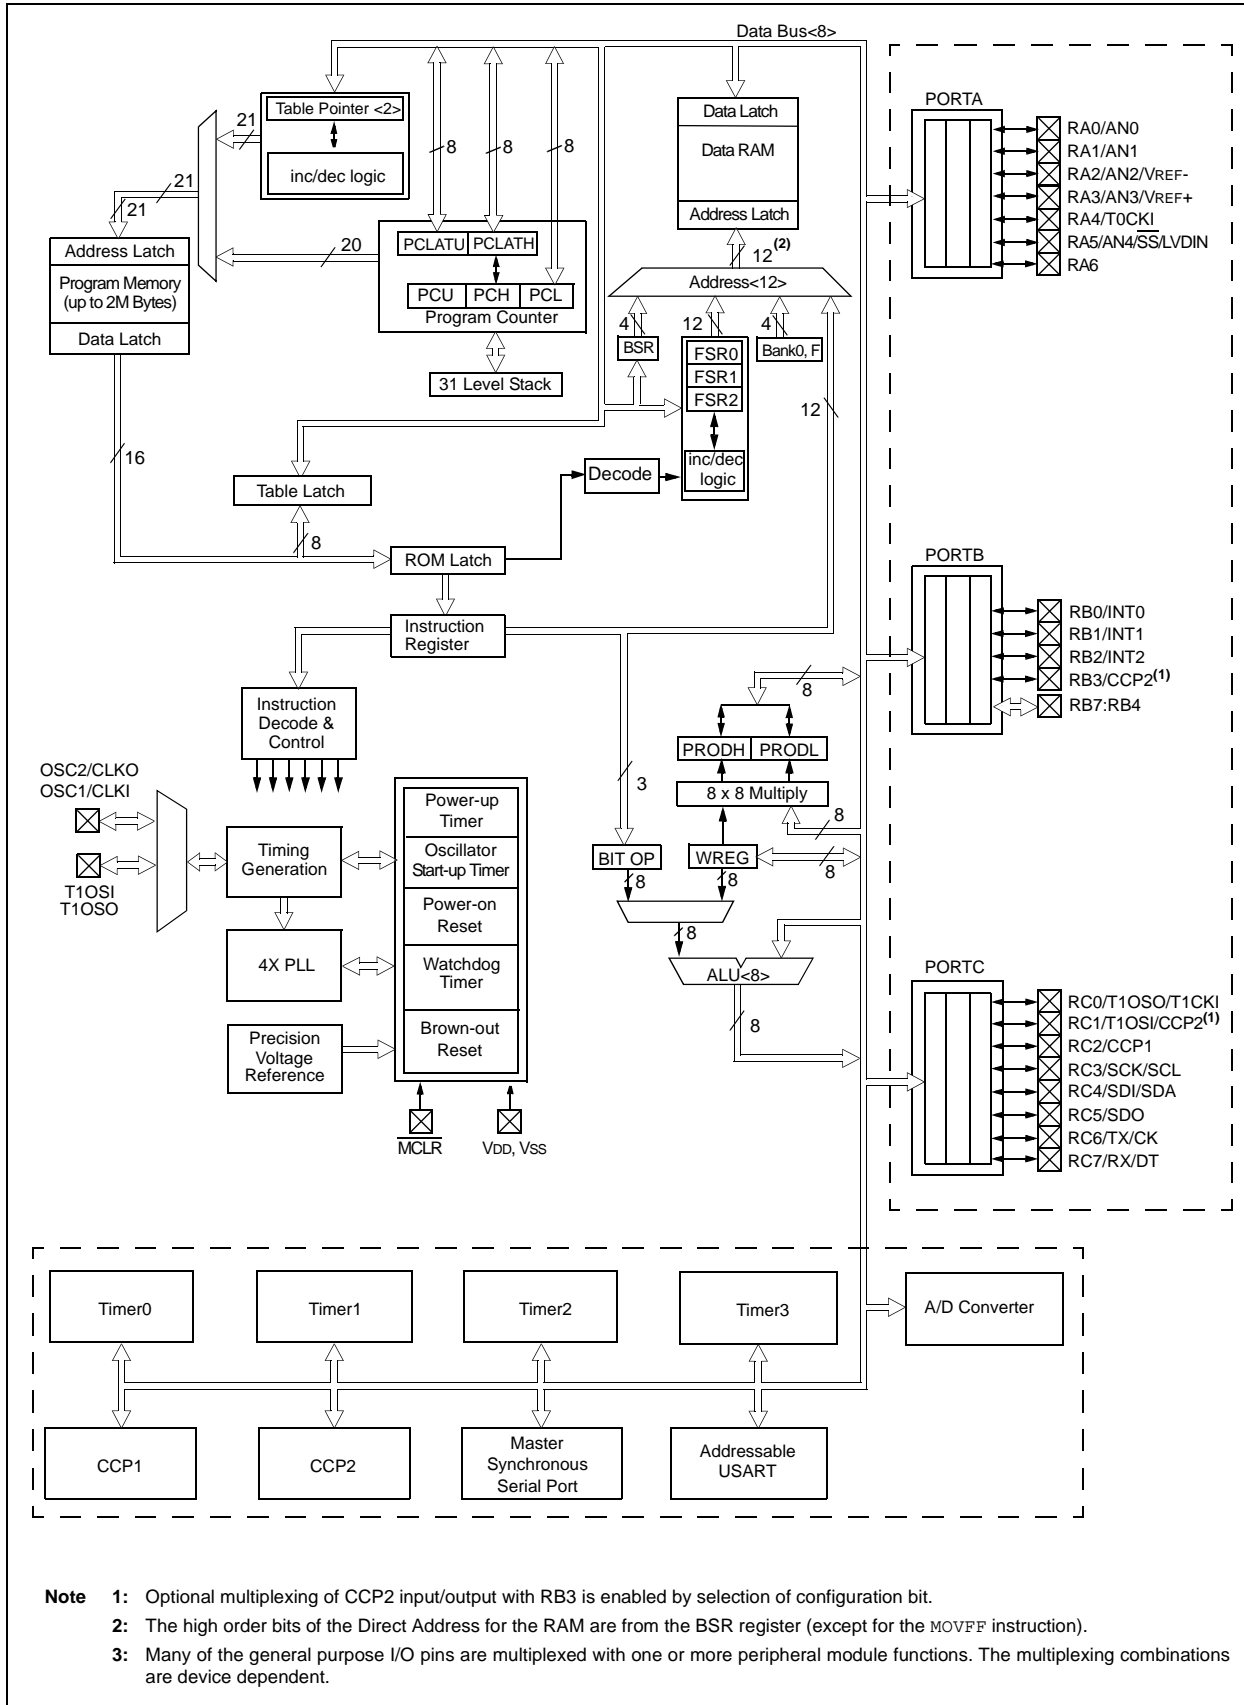 Data Bus<8>
Table Pointer <2>
inc/dec logic
21
21
21
20
8
8
8
PCLATU
PCLATH
PCU
PCH
PCL
Program Counter
31 Level Stack
Address Latch
Program Memory
(up to 2M Bytes)
Data Latch
16
Table Latch
8
ROM Latch
Instruction
Register
Data Latch
Data RAM
Address Latch
12(2)
Address<12>
4
12
4
BSR
FSR0
FSR1
FSR2
inc/dec
logic
Bank0, F
12
Decode
Instruction
Decode &
Control
OSC2/CLKO
OSC1/CLKI
T1OSI
T1OSO
Timing
Generation
4X PLL
Precision
Voltage
Reference
Power-up
Timer
Oscillator
Start-up Timer
Power-on
Reset
Watchdog
Timer
Brown-out
Reset
MCLR
VDD, VSS
3
8
PRODH
PRODL
8 x 8 Multiply
8
BIT OP
WREG
8
8
8
8
ALU<8>
8
PORTA
RA0/AN0
RA1/AN1
RA2/AN2/VREF-
RA3/AN3/VREF+
RA4/T0CKI
RA5/AN4/SS/LVDIN
RA6
PORTB
RB0/INT0
RB1/INT1
RB2/INT2
RB3/CCP2(1)
RB7:RB4
PORTC
RC0/T1OSO/T1CKI
RC1/T1OSI/CCP2(1)
RC2/CCP1
RC3/SCK/SCL
RC4/SDI/SDA
RC5/SDO
RC6/TX/CK
RC7/RX/DT
Timer0
Timer1
Timer2
Timer3
A/D Converter
CCP1
CCP2
Master
Synchronous
Serial Port
Addressable
USART
Note 1: Optional multiplexing of CCP2 input/output with RB3 is enabled by selection of configuration bit.
2: The high order bits of the Direct Address for the RAM are from the BSR register (except for the MOVFF instruction).
3: Many of the general purpose I/O pins are multiplexed with one or more peripheral module functions. The multiplexing combinations
are device dependent.